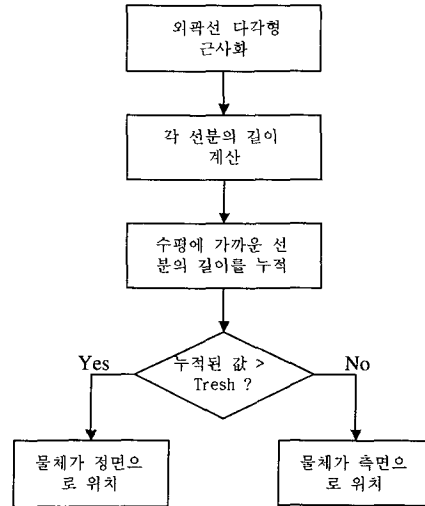 외곽선 다각형
근사화
각 선분의 길이
계산
수평에 가까운 선
분의 길이를 누적
누적된 값 >
Tresh ?
Yes
No
물체가 정면으
로 위치
물체가 측면으
로 위치